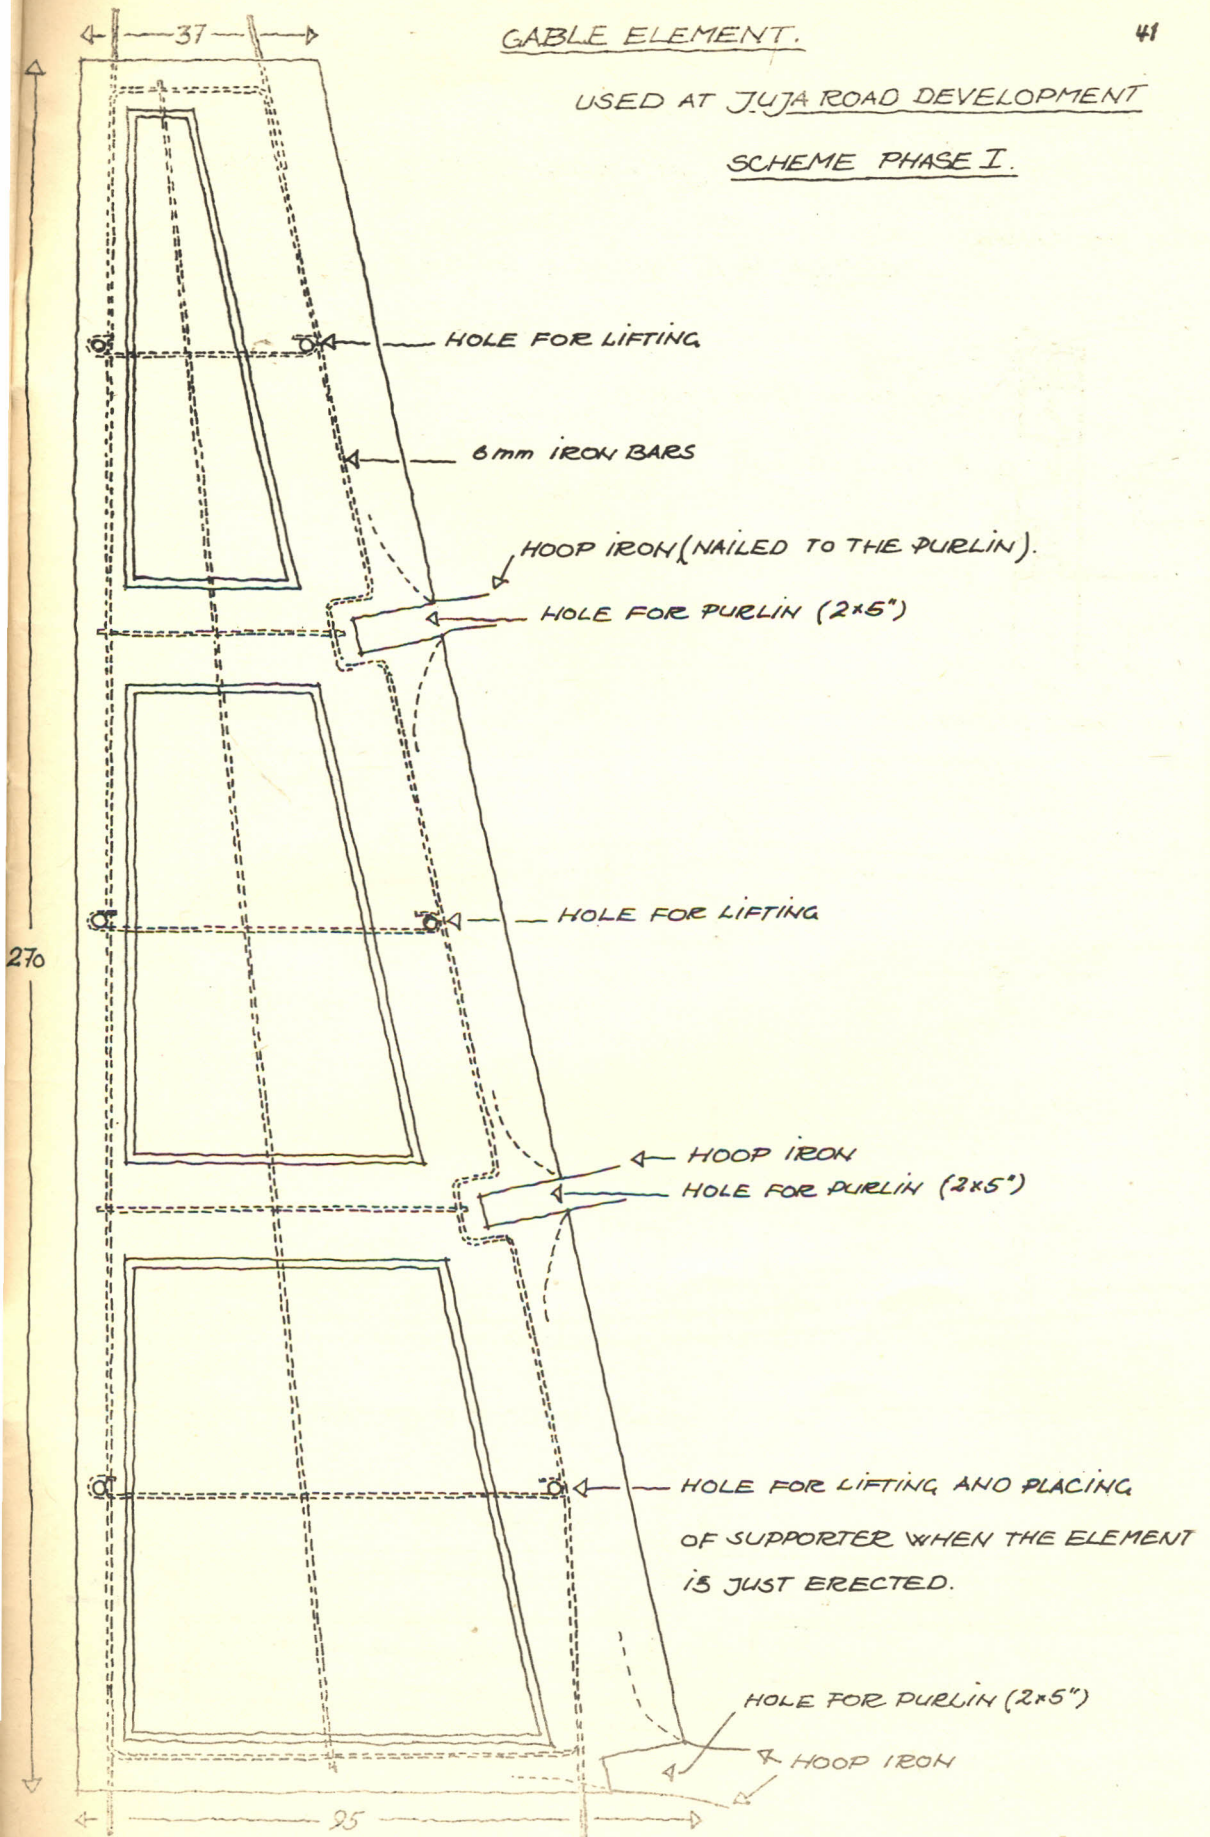 37
GABLE ELEMENT.
41
USED AT JUJA ROAD DEVELOPMENT
SCHEME PHASE I.
HOLE FOR LIFTING
6mm IRON BARS
HOOP IRON (NAILED TO THE PURLIN).
HOLE FOR PURLIN (2×5")
HOLE FOR LIFTING
270
HOOP IRON
HOLE FOR PURLIN (2×5")
HOLE FOR LIFTING AND PLACING
OF SUPPORTER WHEN THE ELEMENT
IS JUST ERECTED.
HOLE FOR PURLIN (2×5")
HOOP IRON
95